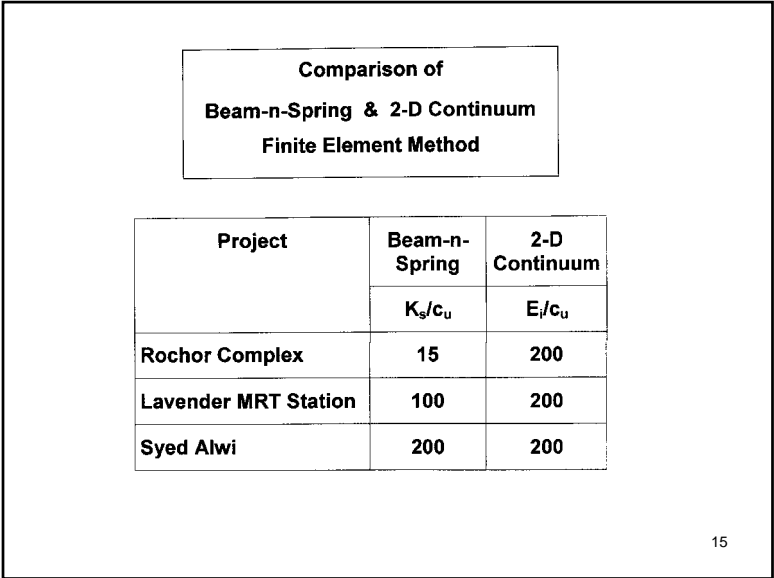 Comparison of
Beam-n-Spring & 2-D Continuum
Finite Element Method
Project Beam-n- 2-D
Spring Continuum
Ks/cu Ei/cu
Rochor Complex 15 200
Lavender MRT Station 100 200
Syed Alwi 200 200
15